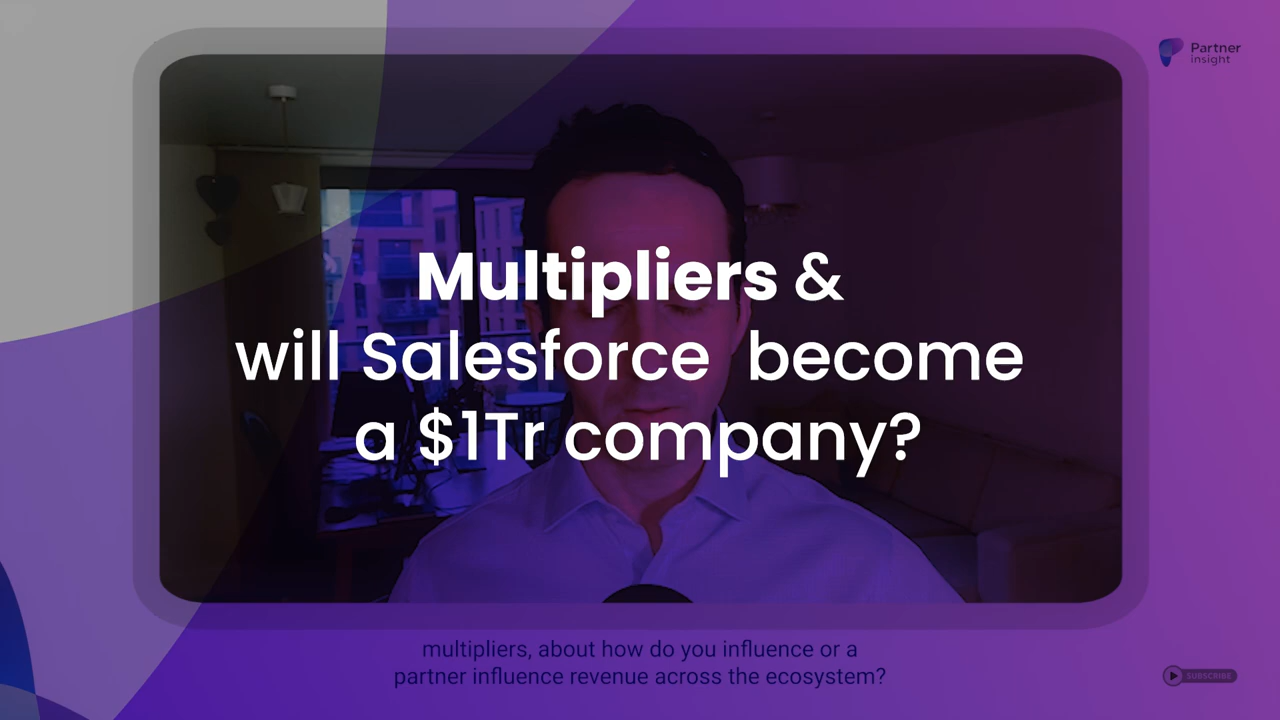 Partner
insight
Multipliers &
will Salesforce become
a $1Tr company?
multipliers, about how do you influence or a
partner influence revenue across the ecosystem?
SUBSCRIBE